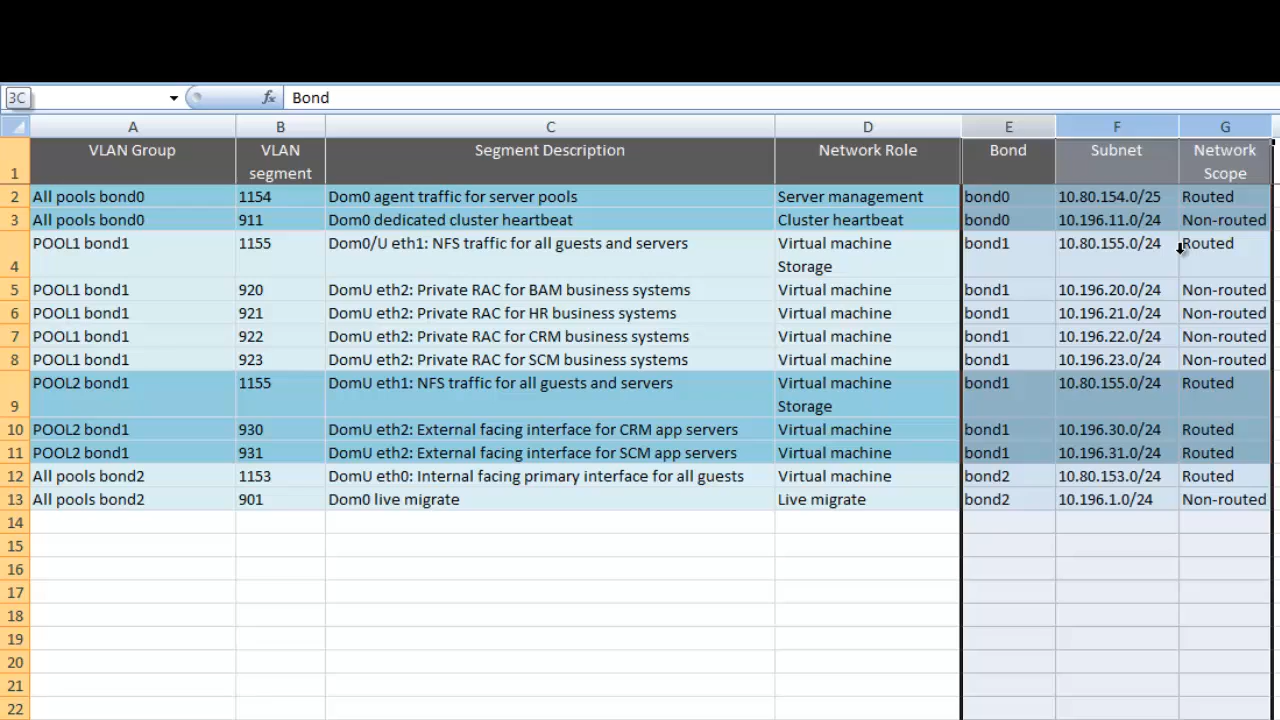 3C fx Bond
A B C D E F G
VLAN Group VLAN Segment Description Network Role Bond Subnet Network
1 segment Scope
2 All pools bond0 1154 Dom0 agent traffic for server pools Server management bond0 10.80.154.0/25 Routed
3 All pools bond0 911 Dom0 dedicated cluster heartbeat Cluster heartbeat bond0 10.196.11.0/24 Non-routed
POOL1 bond1 1155 Dom0/U eth1: NFS traffic for all guests and servers Virtual machine bond1 10.80.155.0/24 Routed
4 Storage
5 POOL1 bond1 920 DomU eth2: Private RAC for BAM business systems Virtual machine bond1 10.196.20.0/24 Non-routed
6 POOL1 bond1 921 DomU eth2: Private RAC for HR business systems Virtual machine bond1 10.196.21.0/24 Non-routed
7 POOL1 bond1 922 DomU eth2: Private RAC for CRM business systems Virtual machine bond1 10.196.22.0/24 Non-routed
8 POOL1 bond1 923 DomU eth2: Private RAC for SCM business systems Virtual machine bond1 10.196.23.0/24 Non-routed
POOL2 bond1 1155 DomU eth1: NFS traffic for all guests and servers Virtual machine bond1 10.80.155.0/24 Routed
9 Storage
10 POOL2 bond1 930 DomU eth2: External facing interface for CRM app servers Virtual machine bond1 10.196.30.0/24 Routed
11 POOL2 bond1 931 DomU eth2: External facing interface for SCM app servers Virtual machine bond1 10.196.31.0/24 Routed
12 All pools bond2 1153 DomU eth0: Internal facing primary interface for all guests Virtual machine bond2 10.80.153.0/24 Routed
13 All pools bond2 901 Dom0 live migrate Live migrate bond2 10.196.1.0/24 Non-routed
14
15
16
17
18
19
20
21
22